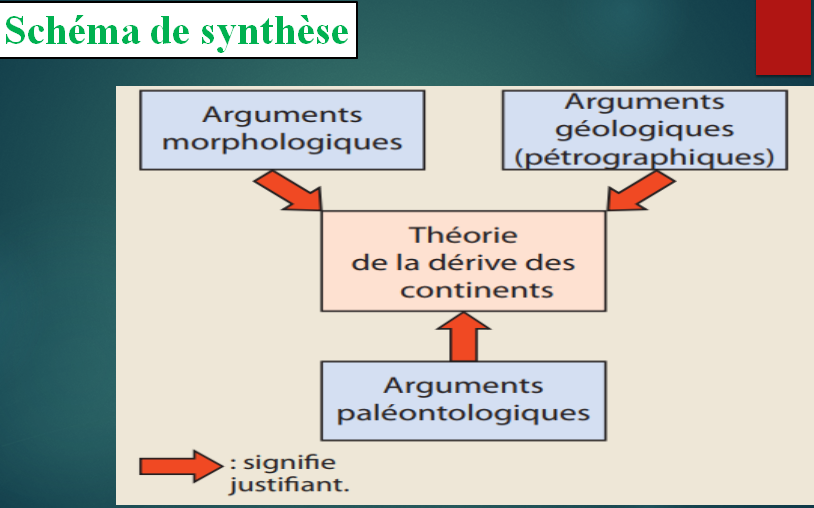 Schéma de synthèse
Arguments
morphologiques
Arguments
géologiques
(pétrographiques)
Théorie
de la dérive des
continents
Arguments
paléontologiques
: signifie
justifiant.